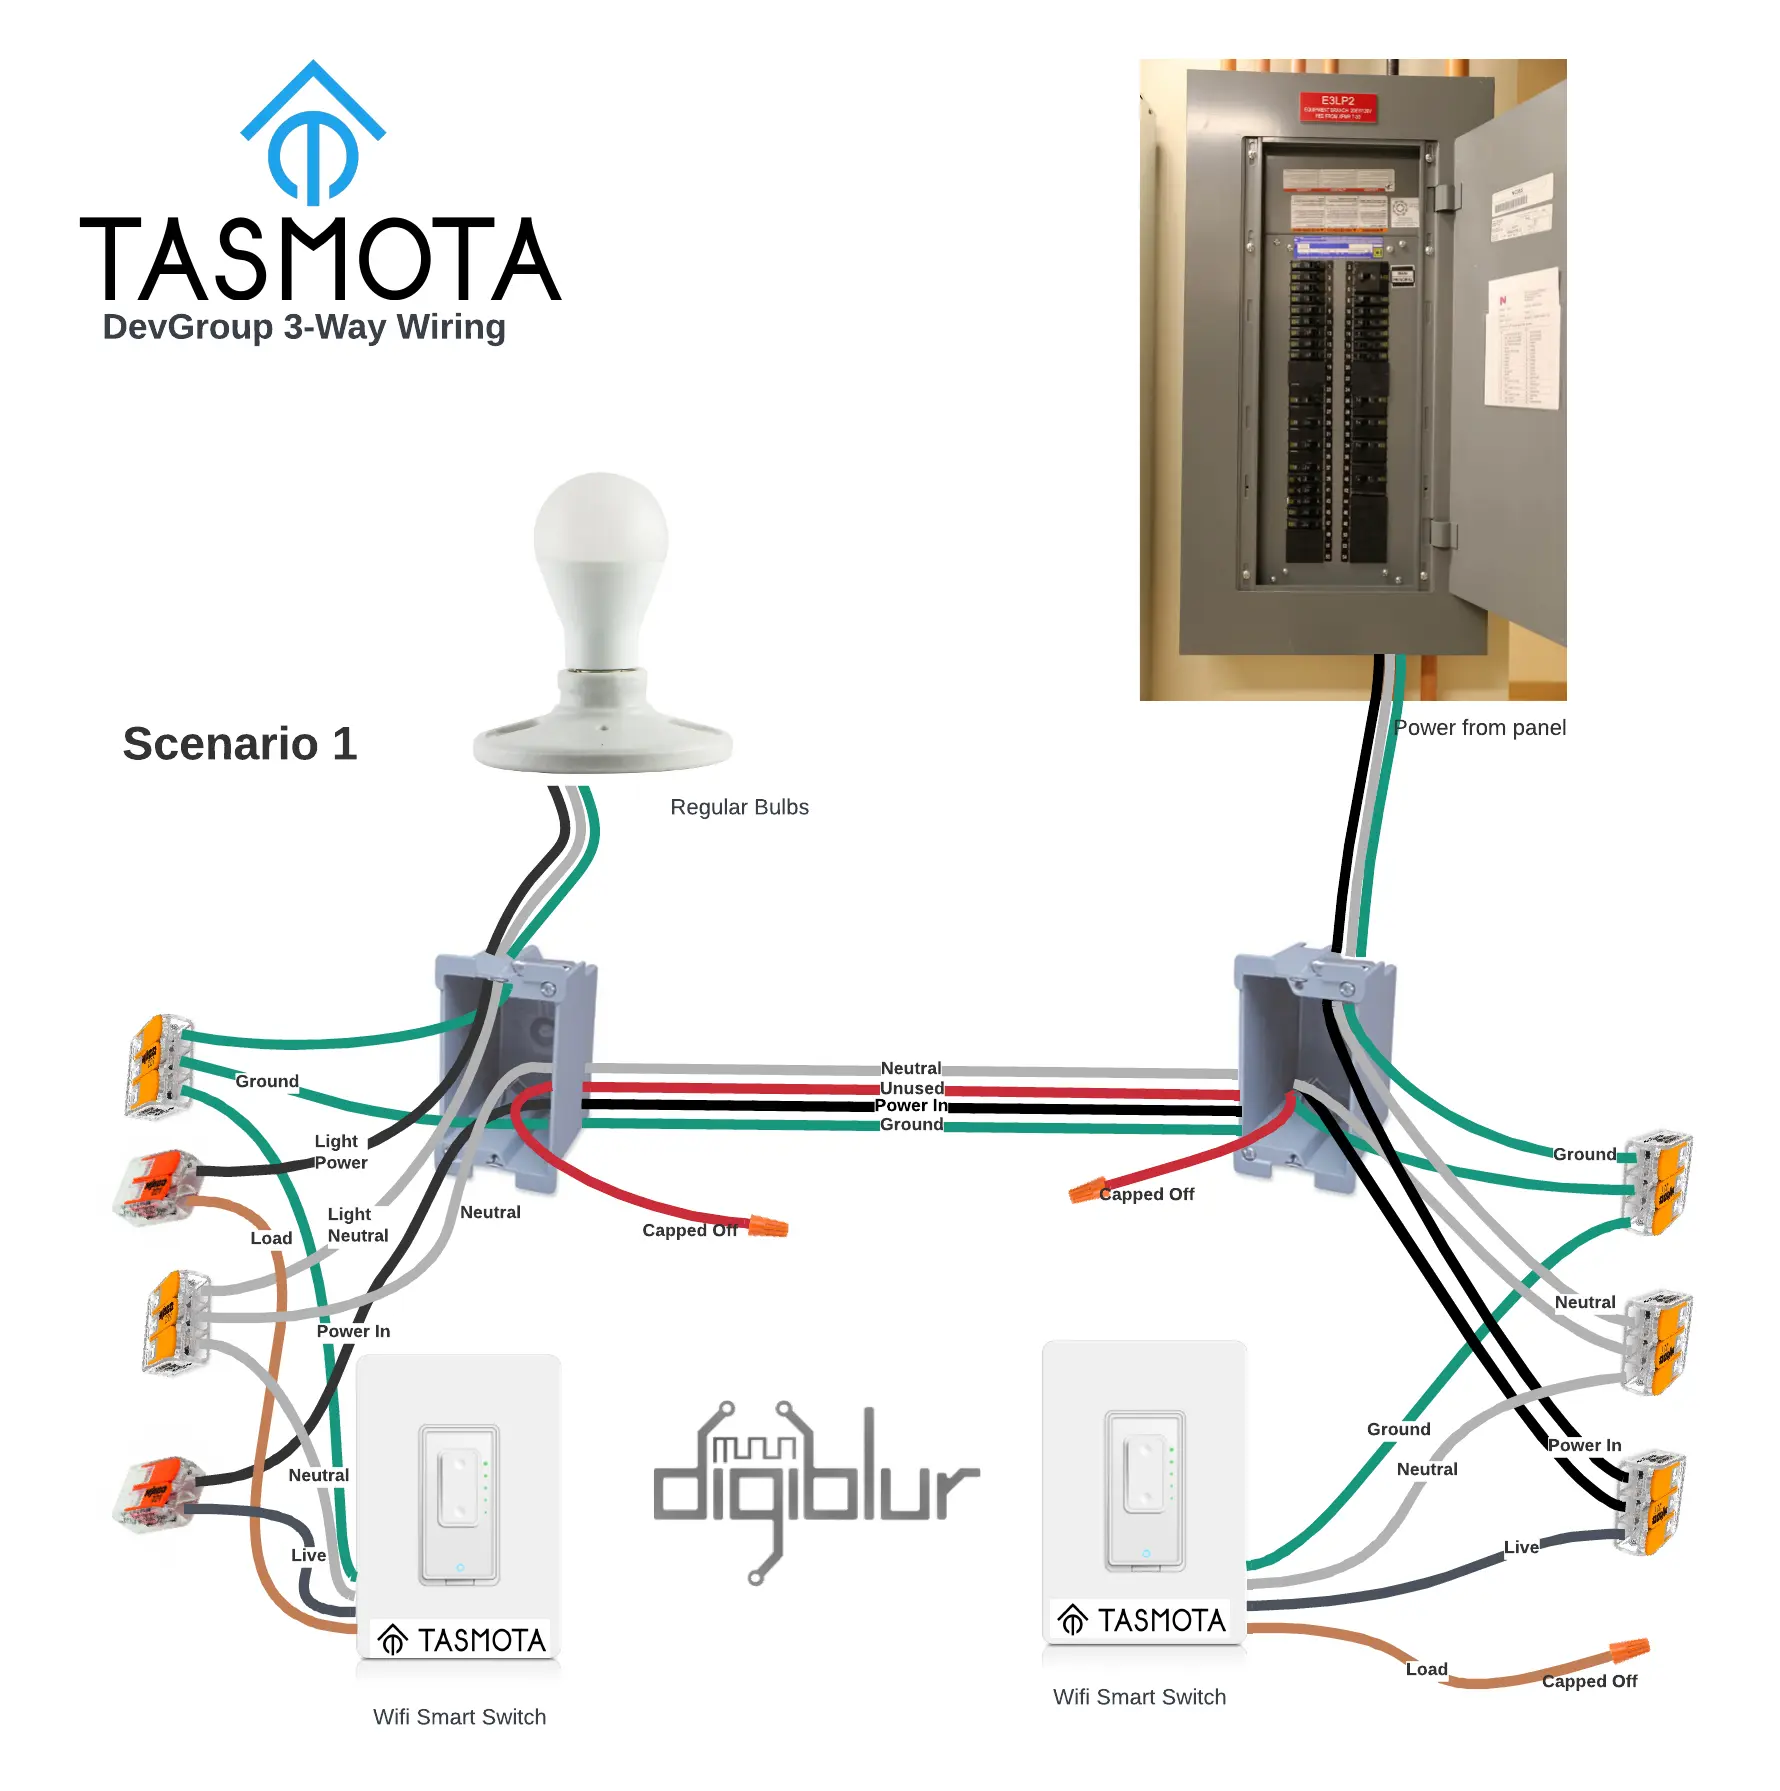 TASMOTA
DevGroup 3-Way Wiring
E3LP2
Power from panel
Scenario 1
Regular Bulbs
Neutral
Unused
Power In
Ground
Ground
Light
Power
Light
Neutral
Load
Neutral
Capped Off
Capped Off
Ground
Power In
Neutral
Neutral
Live
Ground
Neutral
Power In
Live
digiblur
TASMOTA
TASMOTA
Load
Capped Off
Wifi Smart Switch
Wifi Smart Switch